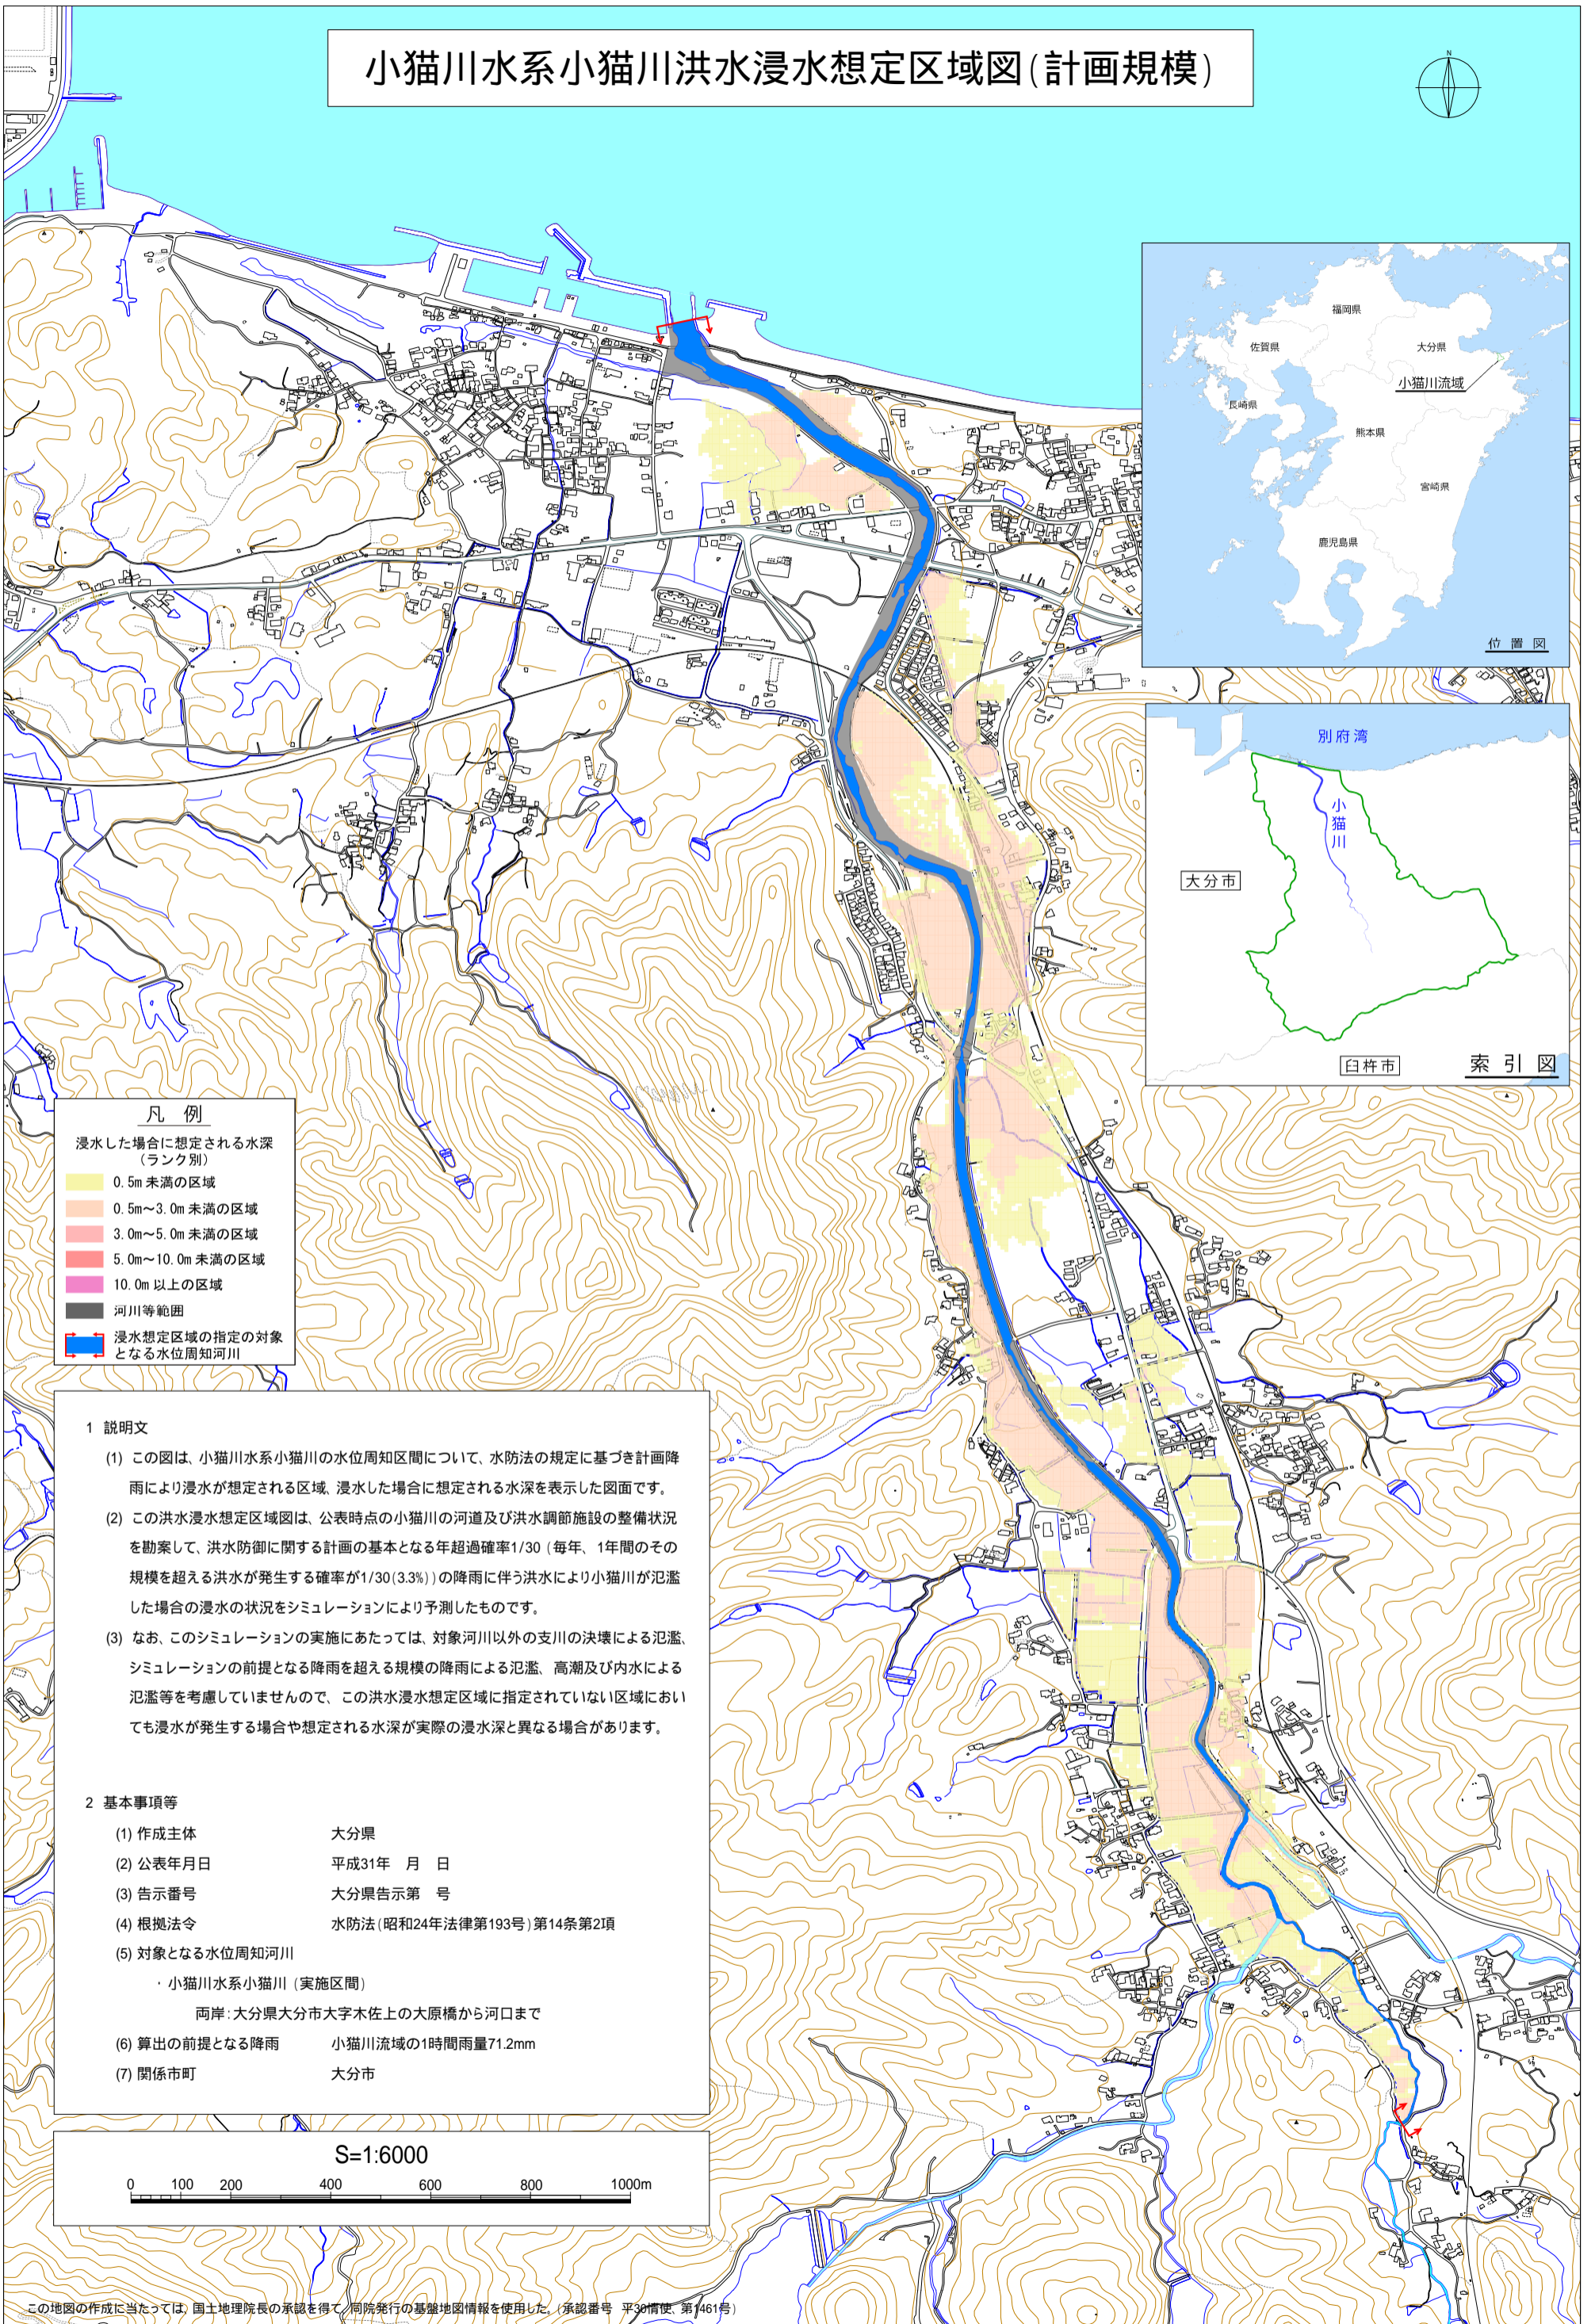 小猫川水系小猫川洪水浸水想定区域図(計画規模)
N
福岡県
佐賀県
大分県
小猫川流域
長崎県
熊本県
宮崎県
鹿児島県
位 置 図
別府湾
小猫川
大分市
臼杵市
索 引 図
凡 例
浸水した場合に想定される水深
(ランク別)
0.5m 未満の区域
0.5m～3.0m 未満の区域
3.0m～5.0m 未満の区域
5.0m～10.0m 未満の区域
10.0m 以上の区域
河川等範囲
浸水想定区域の指定の対象
となる水位周知河川
1 説明文
(1) この図は、小猫川水系小猫川の水位周知区間について、水防法の規定に基づき計画降
雨により浸水が想定される区域、浸水した場合に想定される水深を表示した図面です。
(2) この洪水浸水想定区域図は、公表時点の小猫川の河道及び洪水調節施設の整備状況
を勘案して、洪水防御に関する計画の基本となる年超過確率1/30 (毎年、1年間のその
規模を超える洪水が発生する確率が1/30(3.3%))の降雨に伴う洪水により小猫川が氾濫
した場合の浸水の状況をシミュレーションにより予測したものです。
(3) なお、このシミュレーションの実施にあたっては、対象河川以外の支川の決壊による氾濫、
シミュレーションの前提となる降雨を超える規模の降雨による氾濫、高潮及び内水による
氾濫等を考慮していませんので、この洪水浸水想定区域に指定されていない区域におい
ても浸水が発生する場合や想定される水深が実際の浸水深と異なる場合があります。
2 基本事項等
(1) 作成主体 大分県
(2) 公表年月日 平成31年 月 日
(3) 告示番号 大分県告示第 号
(4) 根拠法令 水防法(昭和24年法律第193号)第14条第2項
(5) 対象となる水位周知河川
・小猫川水系小猫川 (実施区間)
両岸:大分県大分市大字木佐上の大原橋から河口まで
(6) 算出の前提となる降雨 小猫川流域の1時間雨量71.2mm
(7) 関係市町 大分市
S=1:6000
0 100 200 400 600 800 1000m
この地図の作成に当たっては、国土地理院長の承認を得て、同院発行の基盤地図情報を使用した。(承認番号 平30情使、第1461号)